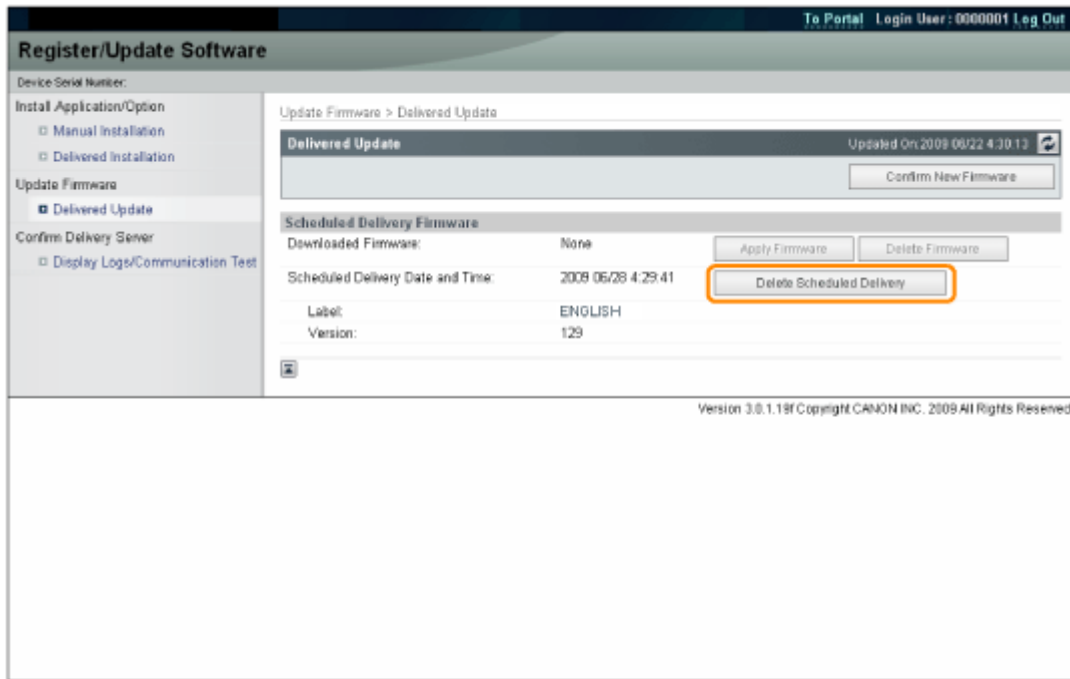 To Portal Login User : 0000001 Log Out
Register/Update Software
Device Serial Number:
Install Application/Option
Manual Installation
Delivered Installation
Update Firmware
Delivered Update
Confirm Delivery Server
Display Logs/Communication Test
Update Firmware > Delivered Update
Delivered Update Updated On:2009 06/22 4:30:13
Confirm New Firmware
Scheduled Delivery Firmware
Downloaded Firmware: None Apply Firmware Delete Firmware
Scheduled Delivery Date and Time: 2009 06/28 4:29:41 Delete Scheduled Delivery
Label: ENGLISH
Version: 129
Version 3.0.1.19f Copyright CANON INC. 2009 All Rights Reserved